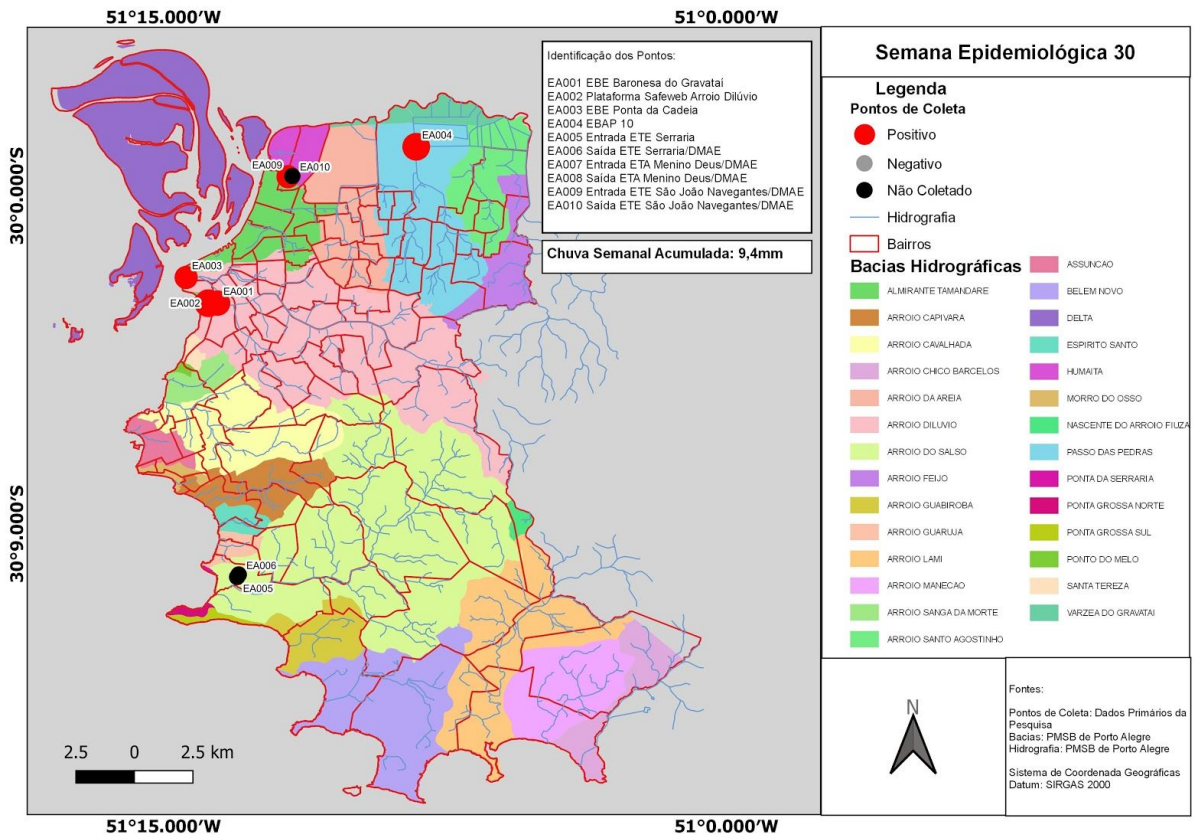 51°15.000′W
51°0.000′W
30°0.000′S
30°9.000′S
Identificação dos Pontos:
EA001 EBE Baronesa do Gravataí
EA002 Plataforma Safeweb Arroio Dilúvio
EA003 EBE Ponta da Cadeia
EA004 EBAP 10
EA005 Entrada ETE Serraria
EA006 Saída ETE Serraria/DMAE
EA007 Entrada ETA Menino Deus/DMAE
EA008 Saída ETA Menino Deus/DMAE
EA009 Entrada ETE São João Navegantes/DMAE
EA010 Saída ETE São João Navegantes/DMAE
Chuva Semanal Acumulada: 9,4mm
EA004
EA009
EA010
EA003
EA001
EA002
EA006
EA005
2.5 0 2.5 km
51°15.000′W
51°0.000′W
Semana Epidemiológica 30
Legenda
Pontos de Coleta
Positivo
Negativo
Não Coletado
Hidrografia
Bairros
Bacias Hidrográficas
ALMIRANTE TAMANDARE
ARROIO CAPIVARA
ARROIO CAVALHADA
ARROIO CHICO BARCELOS
ARROIO DA AREIA
ARROIO DILUVIO
ARROIO DO SALSO
ARROIO FEIJO
ARROIO GUABIROBA
ARROIO GUARUJA
ARROIO LAMI
ARROIO MANECAO
ARROIO SANGA DA MORTE
ARROIO SANTO AGOSTINHO
ASSUNCAO
BELEM NOVO
DELTA
ESPIRITO SANTO
HUMAITA
MORRO DO OSSO
NASCENTE DO ARROIO FIUZA
PASSO DAS PEDRAS
PONTA DA SERRARIA
PONTA GROSSA NORTE
PONTA GROSSA SUL
PONTO DO MELO
SANTA TEREZA
VARZEA DO GRAVATAI
N
Fontes:
Pontos de Coleta: Dados Primários da
Pesquisa
Bacias: PMSB de Porto Alegre
Hidrografia: PMSB de Porto Alegre
Sistema de Coordenada Geográficas
Datum: SIRGAS 2000